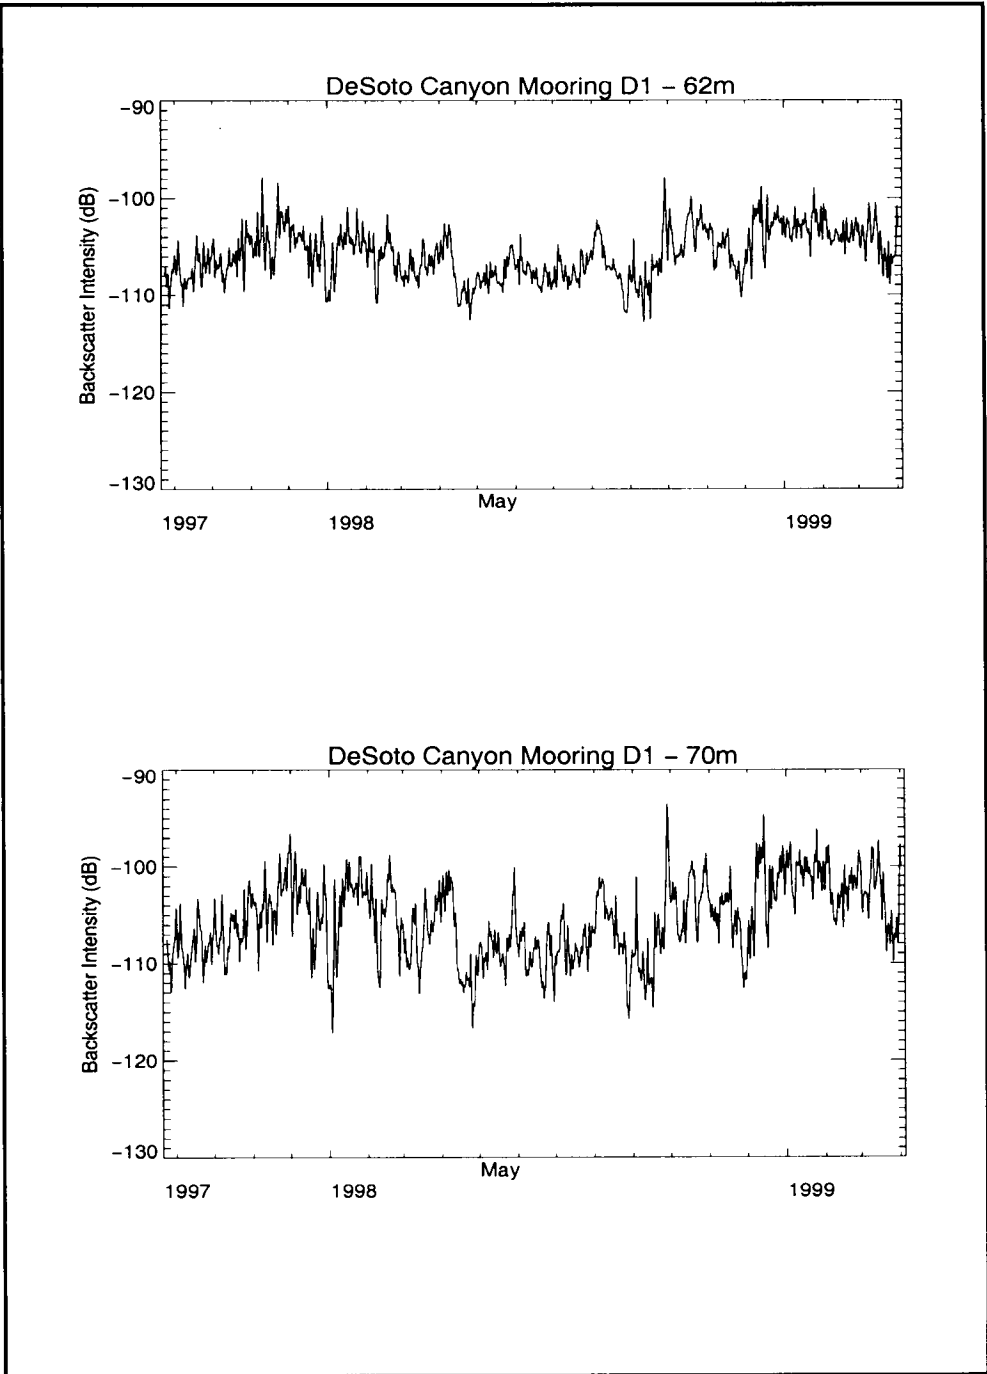 DeSoto Canyon Mooring D1 – 62m
−90
−100
−110
−120
−130
Backscatter Intensity (dB)
May
1997
1998
1999
DeSoto Canyon Mooring D1 – 70m
−90
−100
−110
−120
−130
Backscatter Intensity (dB)
May
1997
1998
1999